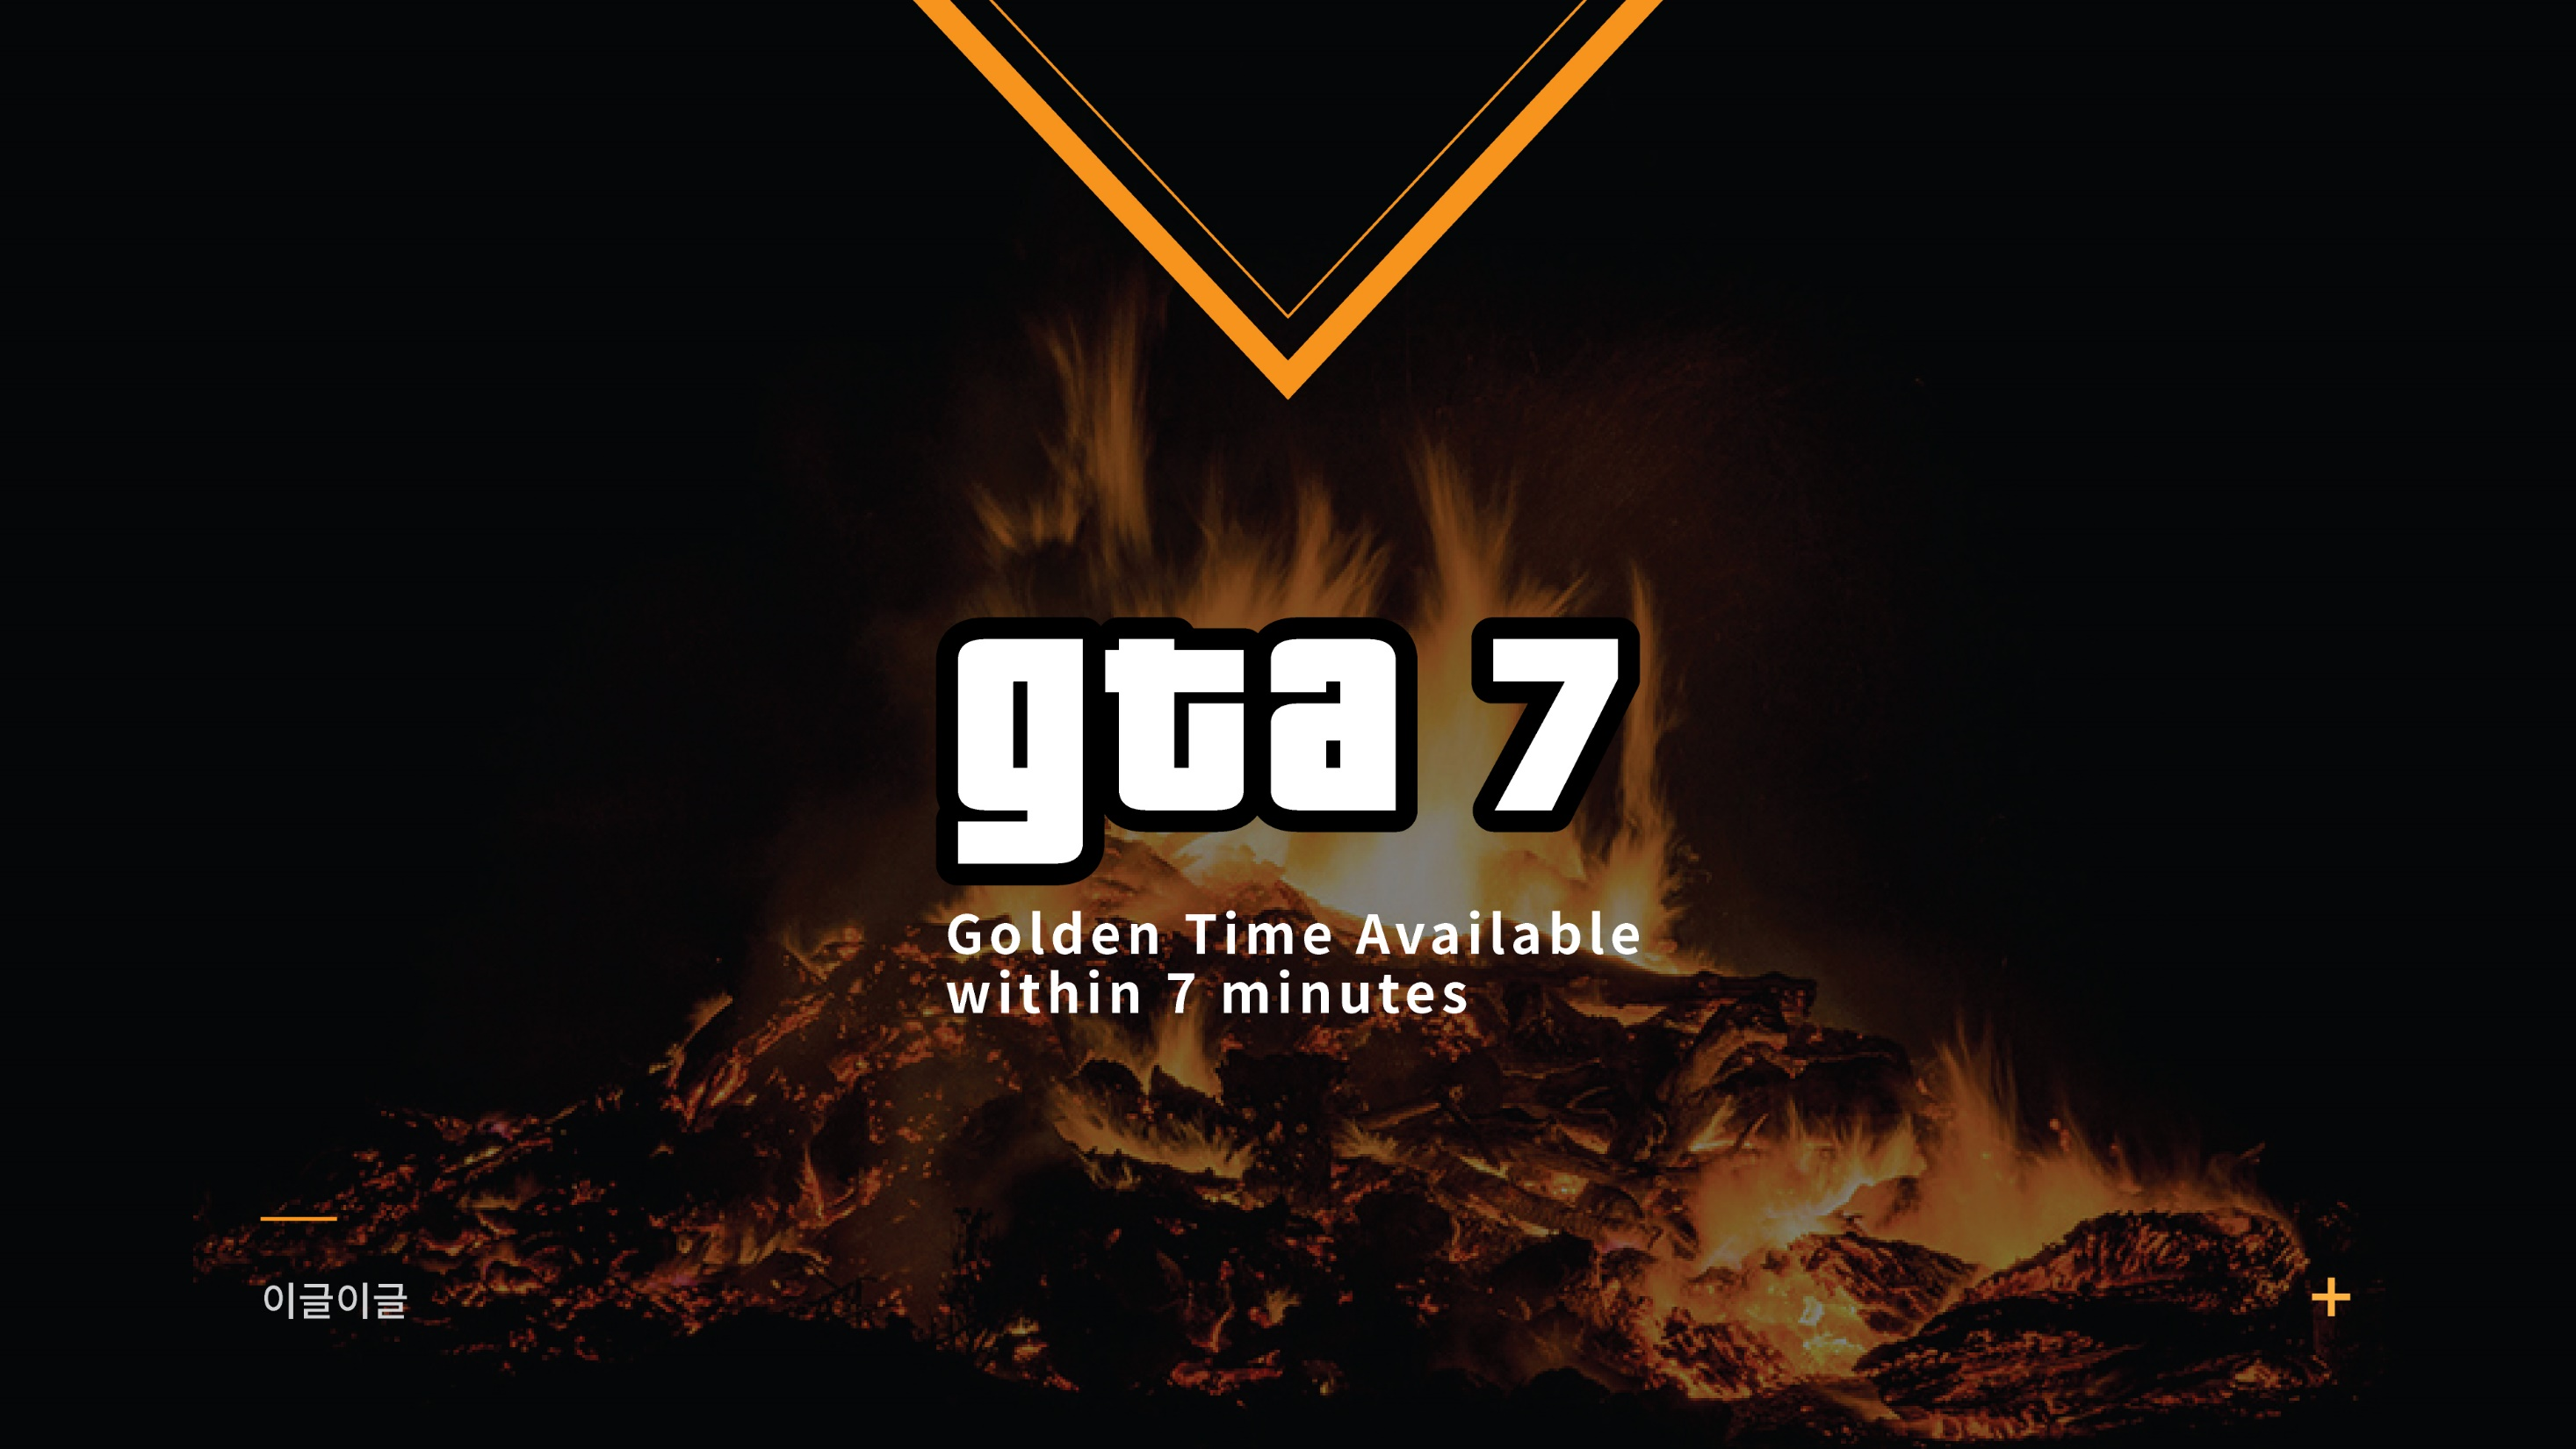 gta 7
Golden Time Available
within 7 minutes
이글이글